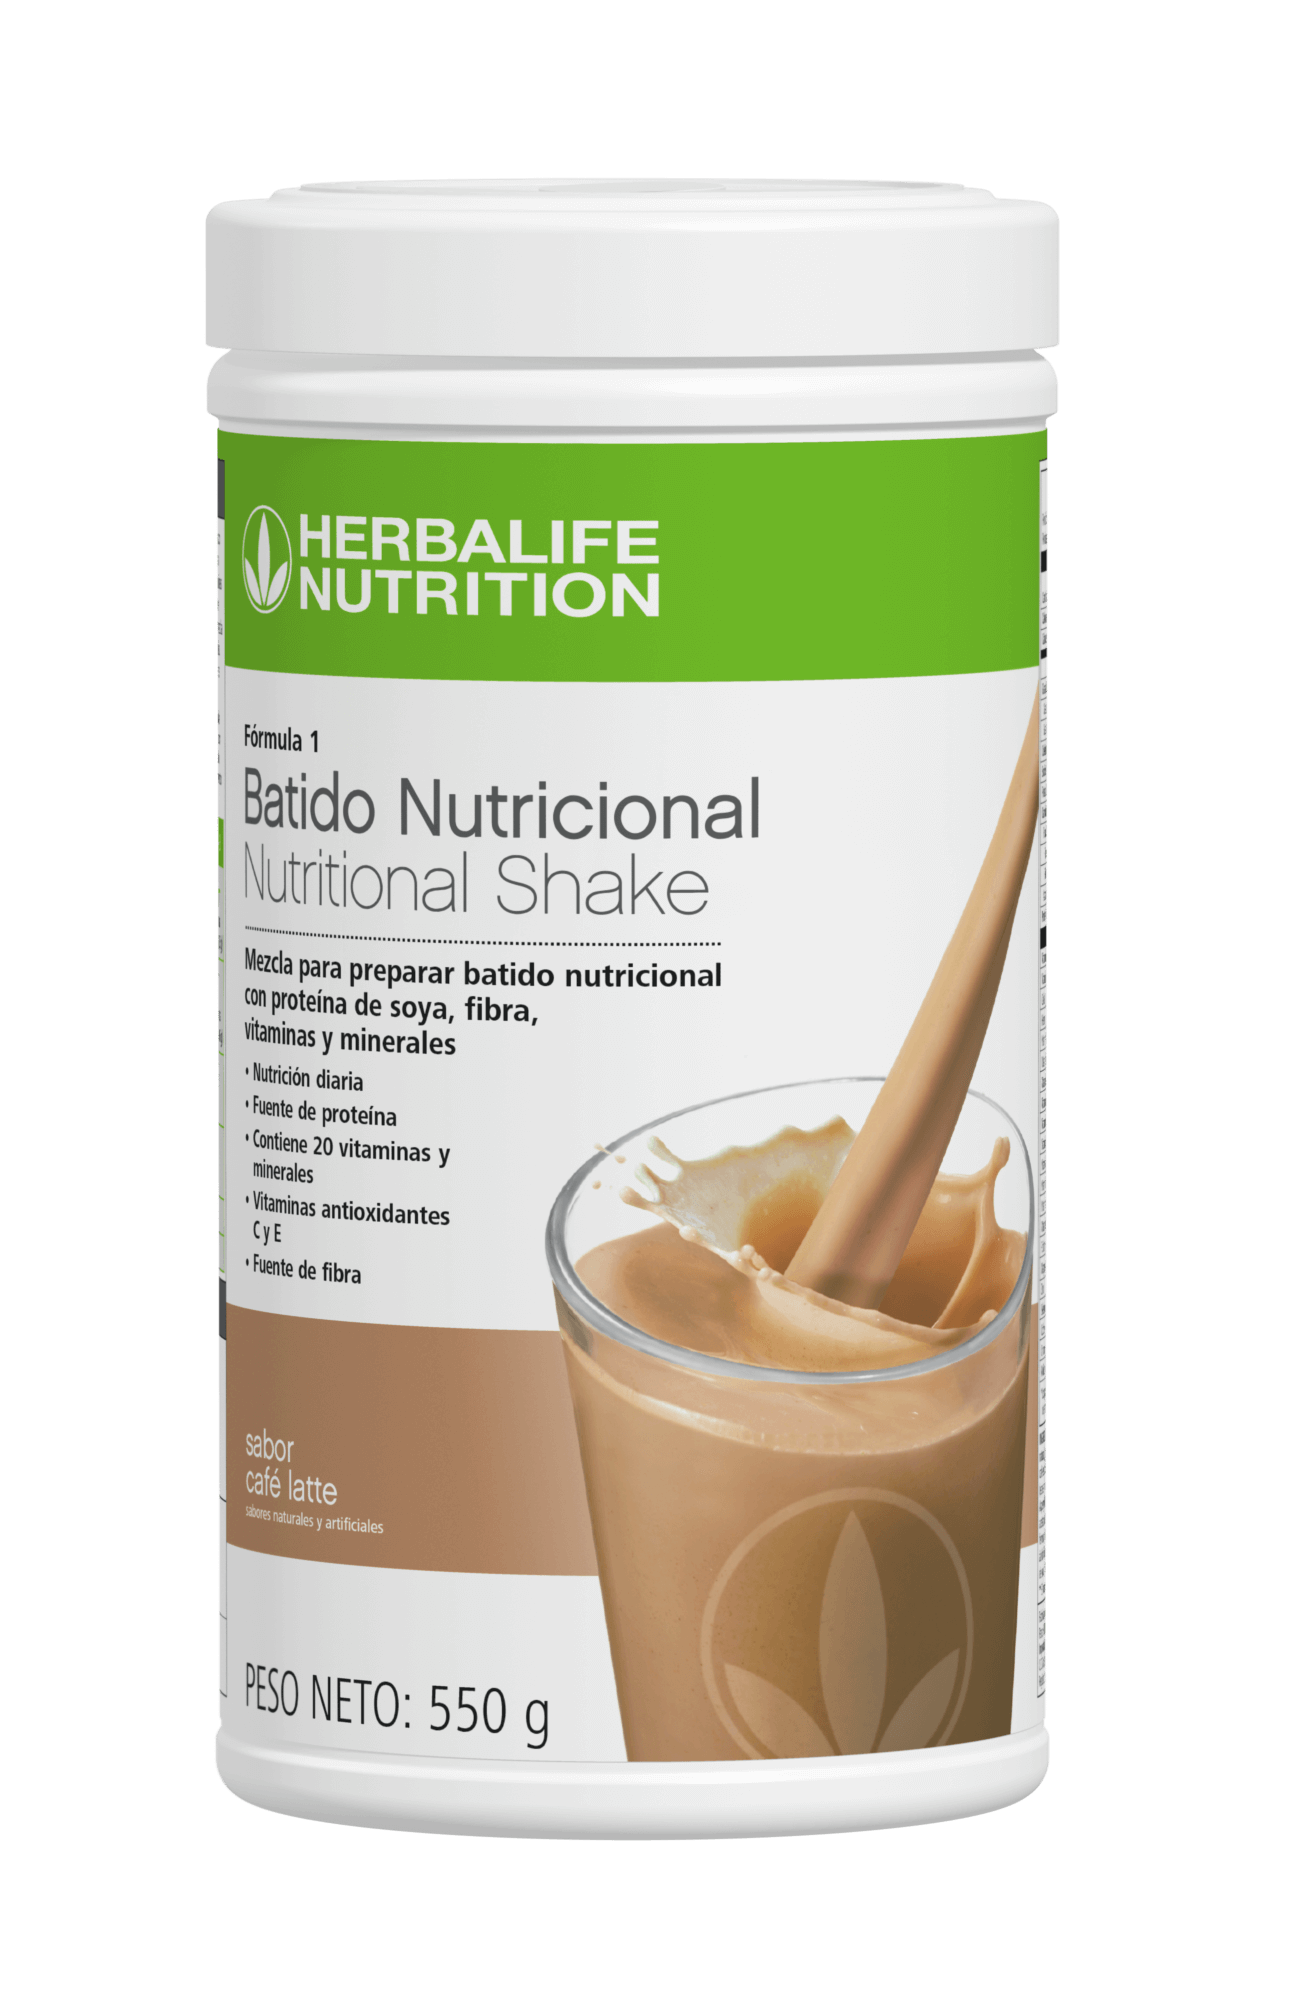 HERBALIFE
NUTRITION
Fórmula 1
Batido Nutricional
Nutritional Shake
Mezcla para preparar batido nutricional
con proteína de soya, fibra,
vitaminas y minerales
• Nutrición diaria
• Fuente de proteína
• Contiene 20 vitaminas y
minerales
• Vitaminas antioxidantes
C y E
• Fuente de fibra
sabor
café latte
sabores naturales y artificiales
PESO NETO: 550 g